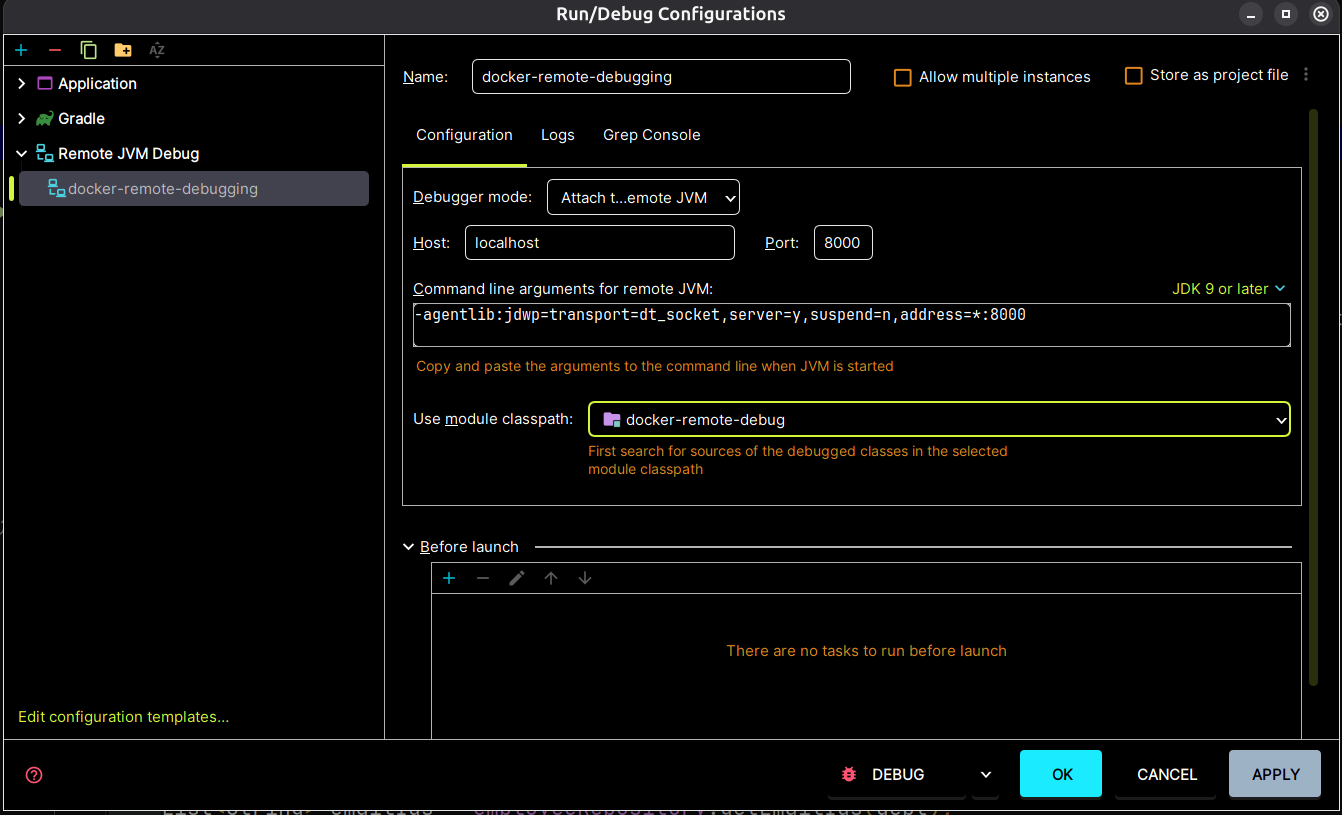 Run/Debug Configurations
Application
Gradle
Remote JVM Debug
docker-remote-debugging
Edit configuration templates...
Name: docker-remote-debugging
Allow multiple instances
Store as project file
Configuration Logs Grep Console
Debugger mode: Attach t...emote JVM
Host: localhost Port: 8000
Command line arguments for remote JVM: JDK 9 or later
-agentlib:jdwp=transport=dt_socket,server=y,suspend=n,address=*:8000
Copy and paste the arguments to the command line when JVM is started
Use module classpath: docker-remote-debug
First search for sources of the debugged classes in the selected
module classpath
Before launch
There are no tasks to run before launch
DEBUG OK CANCEL APPLY